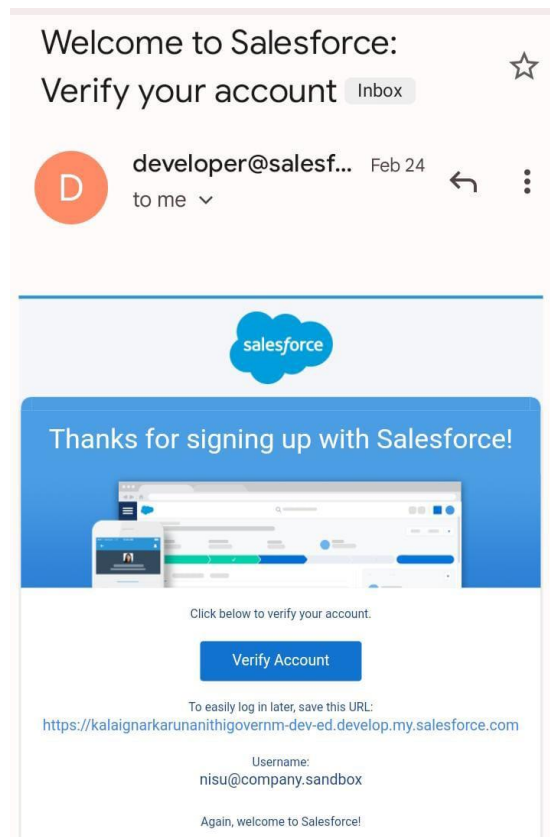 Welcome to Salesforce:
Verify your account Inbox
D
developer@salesf... Feb 24
to me
salesforce
Thanks for signing up with Salesforce!
Click below to verify your account.
Verify Account
To easily log in later, save this URL:
https://kalaignarkarunanithigovernm-dev-ed.develop.my.salesforce.com
Username:
nisu@company.sandbox
Again, welcome to Salesforce!